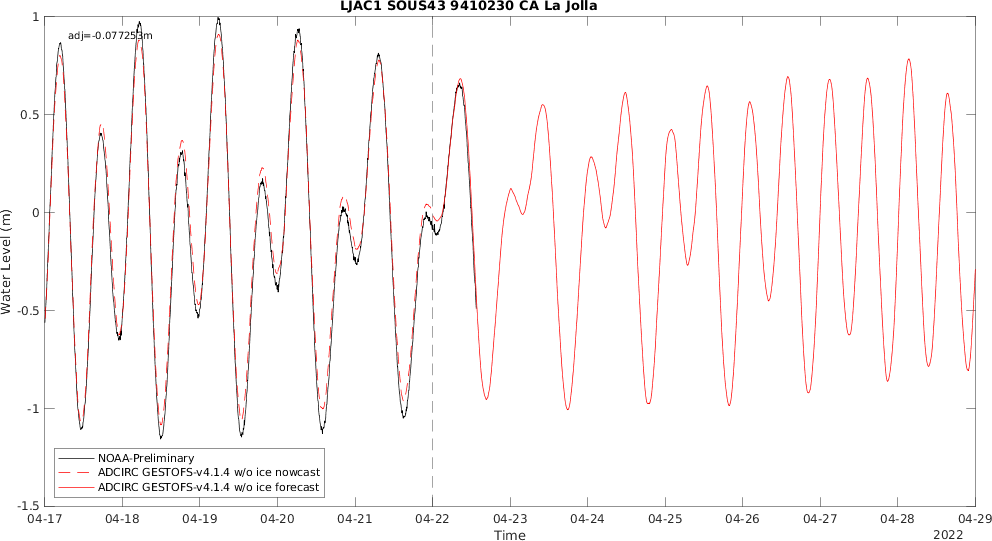 LJAC1 SOUS43 9410230 CA La Jolla
adj=-0.077253m
1
0.5
0
-0.5
-1
-1.5
Water Level (m)
NOAA-Preliminary
ADCIRC GESTOFS-v4.1.4 w/o ice nowcast
ADCIRC GESTOFS-v4.1.4 w/o ice forecast
04-17 04-18 04-19 04-20 04-21 04-22 04-23 04-24 04-25 04-26 04-27 04-28 04-29
Time
2022